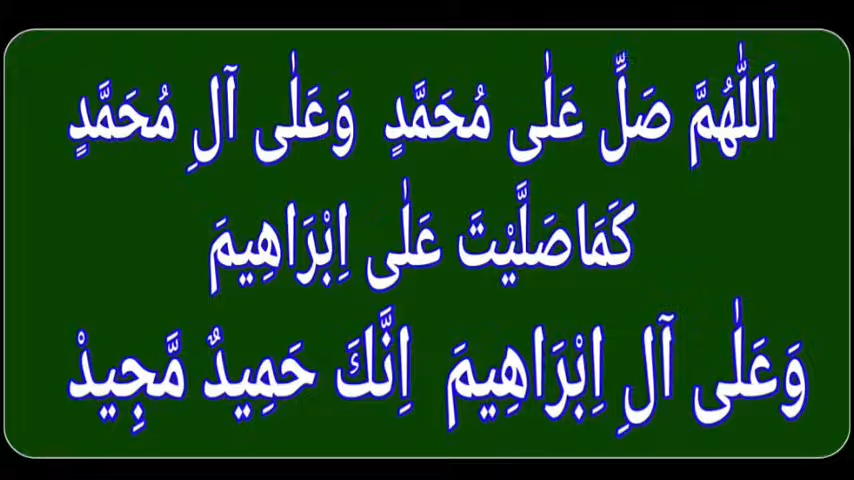 اَللّٰهُمَّ صَلِّ عَلٰى مُحَمَّدٍ وَعَلٰى آلِ مُحَمَّدٍ
كَمَاصَلَّيْتَ عَلٰى اِبْرَاهِيمَ
وَعَلٰى آلِ اِبْرَاهِيمَ اِنَّكَ حَمِيدٌ مَّجِيدْ